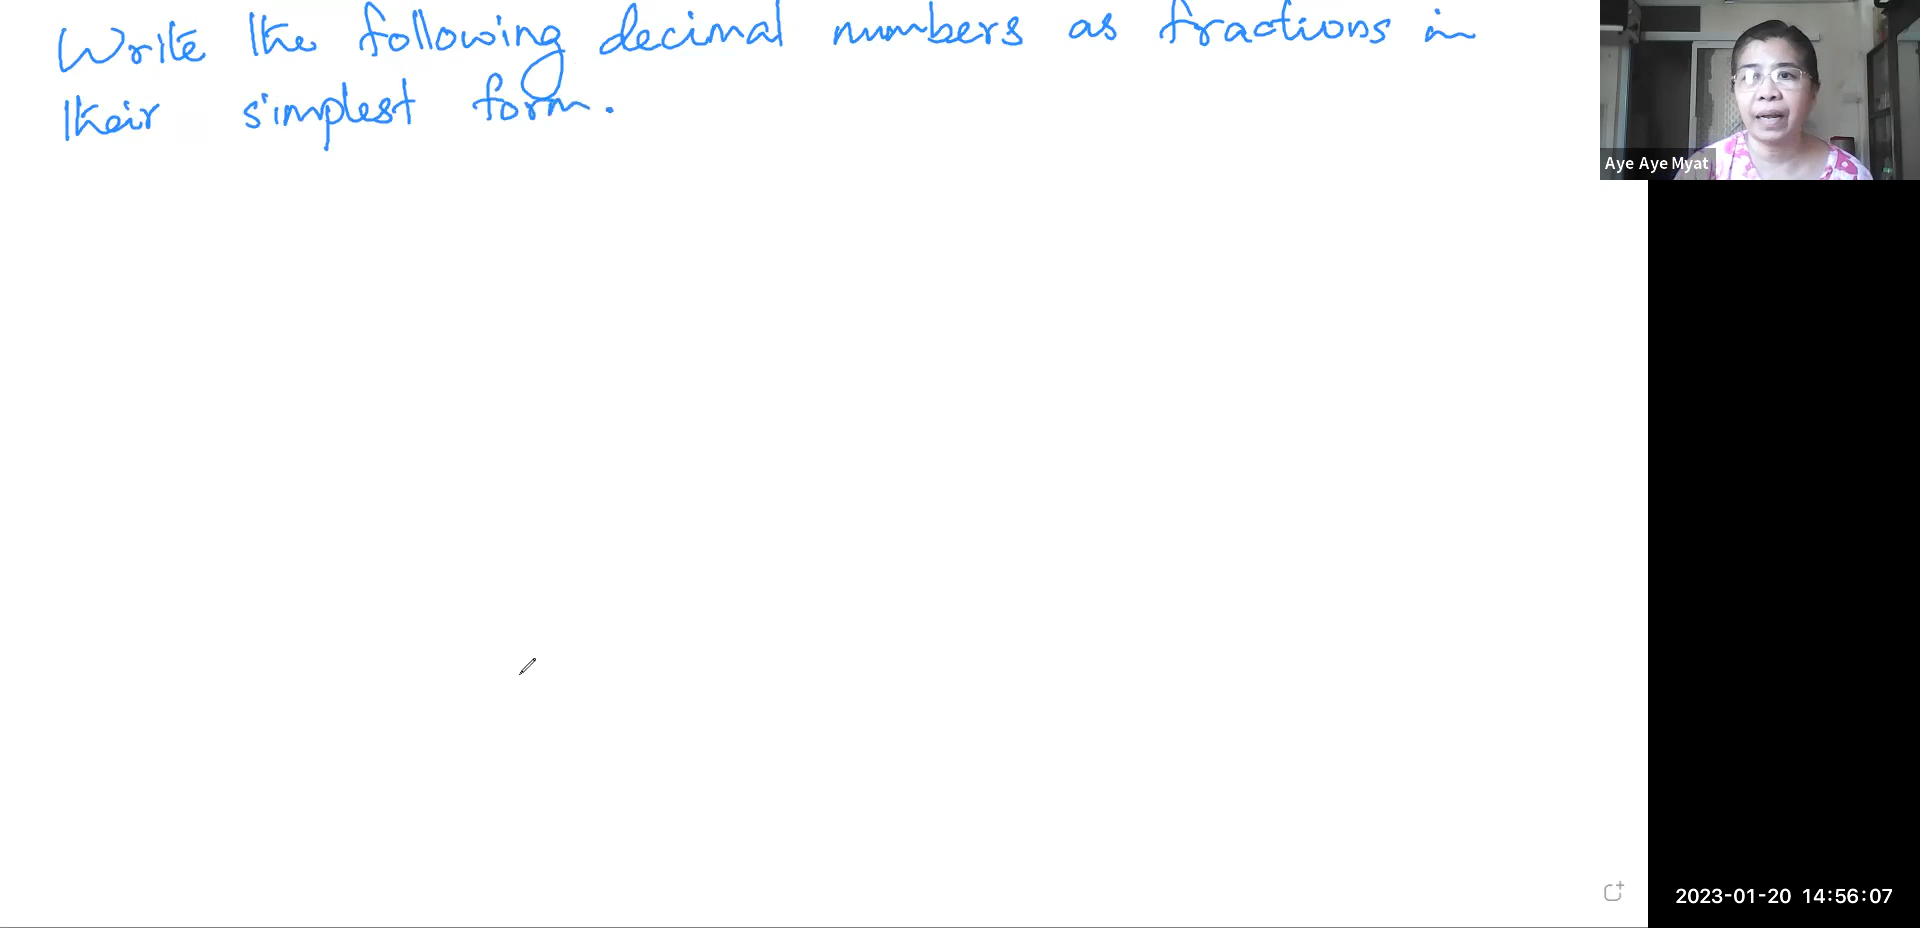 Write the following decimal numbers as fractions in
their simplest form.
Aye Aye Myat
2023-01-20 14:56:07